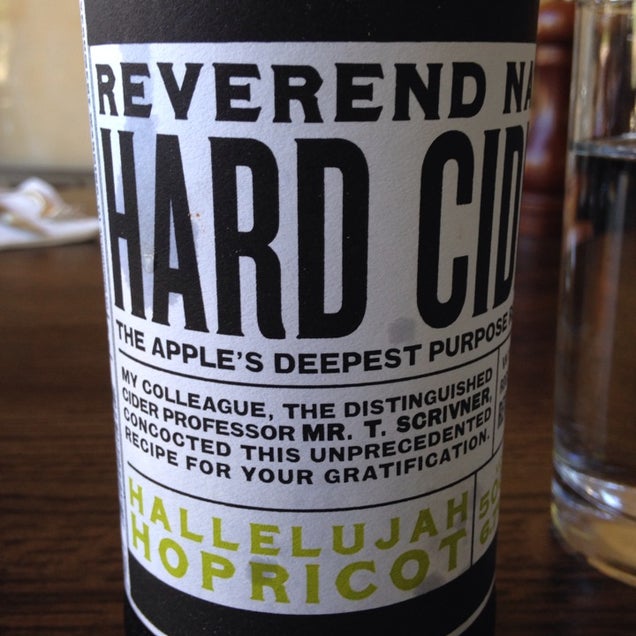 REVEREND NA
HARD CID
THE APPLE'S DEEPEST PURPOSE
MY COLLEAGUE, THE DISTINGUISHED
CIDER PROFESSOR MR. T. SCRIVNER,
CONCOCTED THIS UNPRECEDENTED
RECIPE FOR YOUR GRATIFICATION.
HALLELUJAH
HOPRICOT